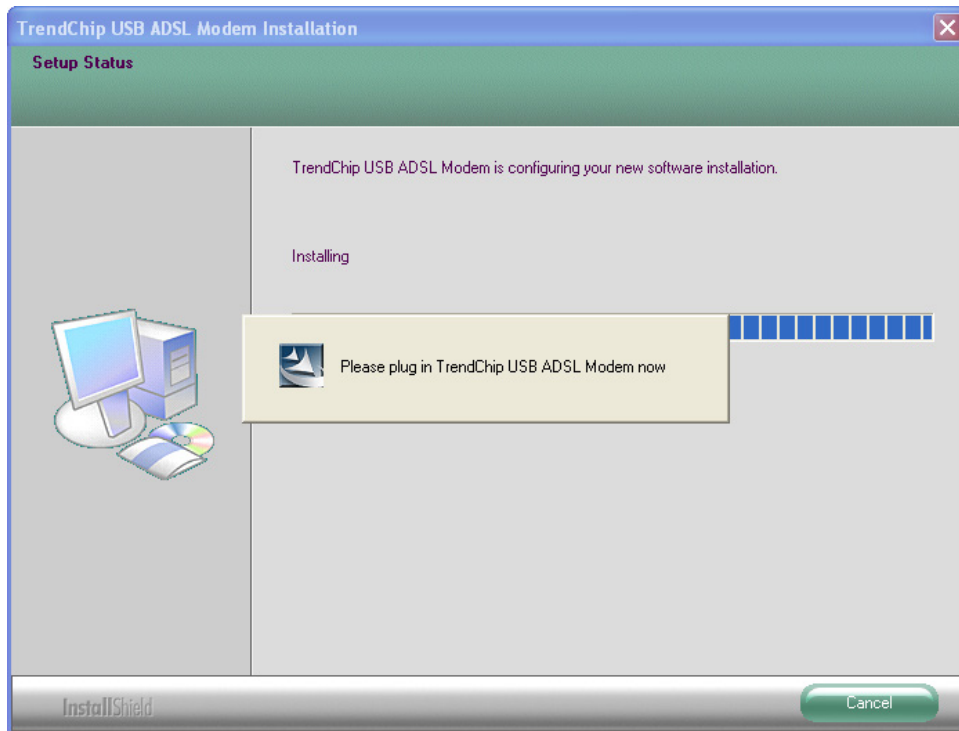 TrendChip USB ADSL Modem Installation
Setup Status
TrendChip USB ADSL Modem is configuring your new software installation.
Installing
Please plug in TrendChip USB ADSL Modem now
InstallShield
Cancel